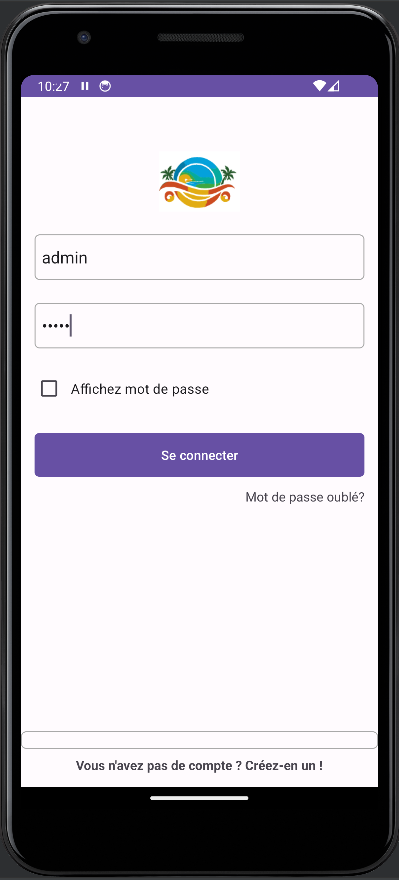 10:27
admin
•••••
Affichez mot de passe
Se connecter
Mot de passe oublé?
Vous n'avez pas de compte ? Créez-en un !